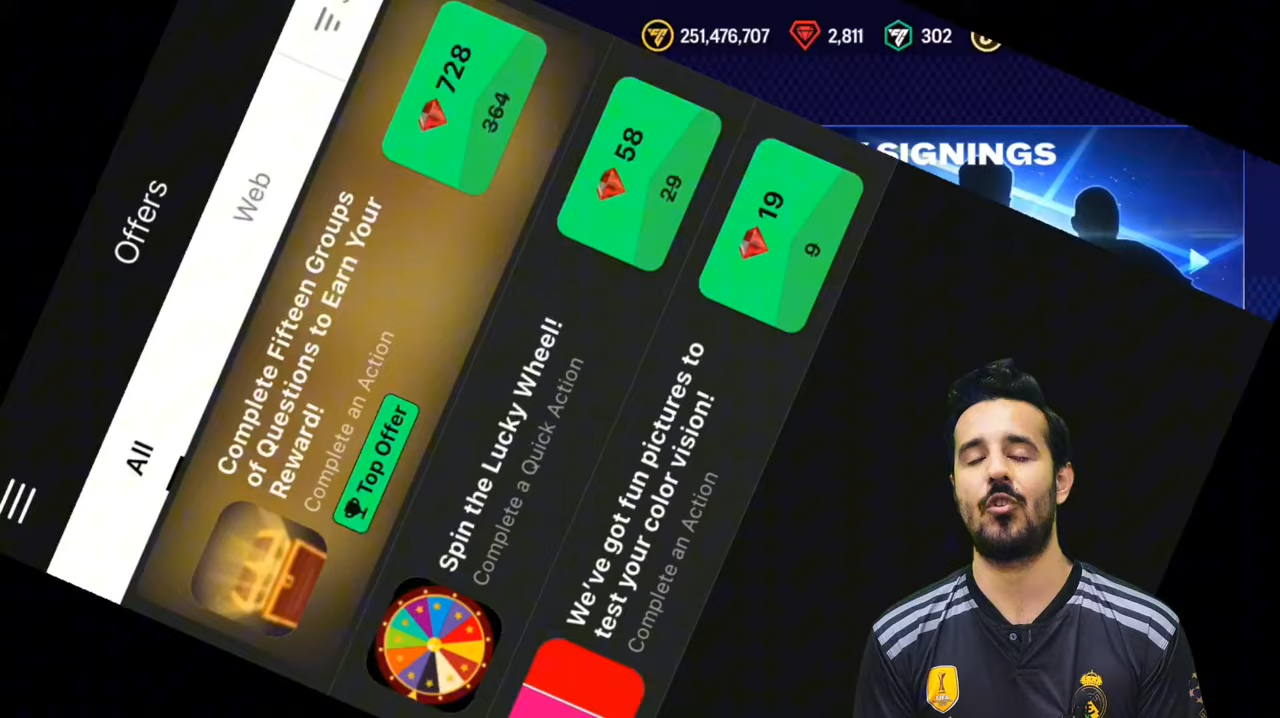 251,476,707
2,811
302
SIGNINGS
Offers
All
Web
Complete Fifteen Groups
of Questions to Earn Your
Reward!
Complete an Action
Top Offer
728
364
Spin the Lucky Wheel!
Complete a Quick Action
58
29
We've got fun pictures to
test your color vision!
Complete an Action
19
9